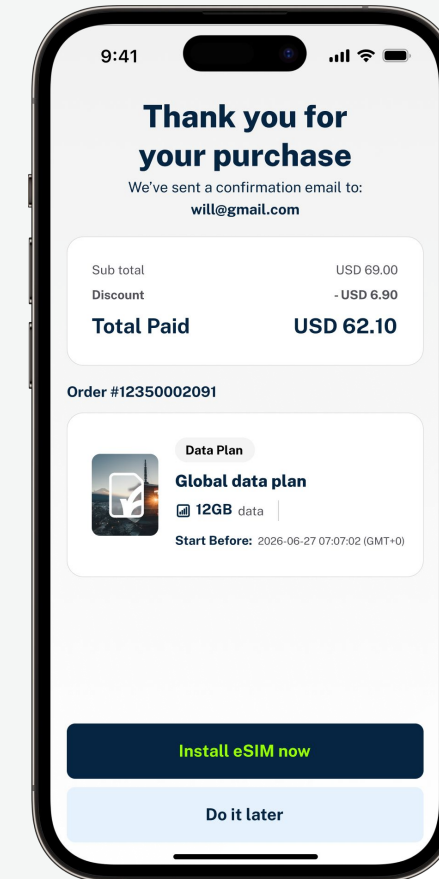 9:41
Thank you for
your purchase
We've sent a confirmation email to:
will@gmail.com
Sub total USD 69.00
Discount - USD 6.90
Total Paid USD 62.10
Order #12350002091
Data Plan
Global data plan
12GB data
Start Before: 2026-06-27 07:07:02 (GMT+0)
Install eSIM now
Do it later